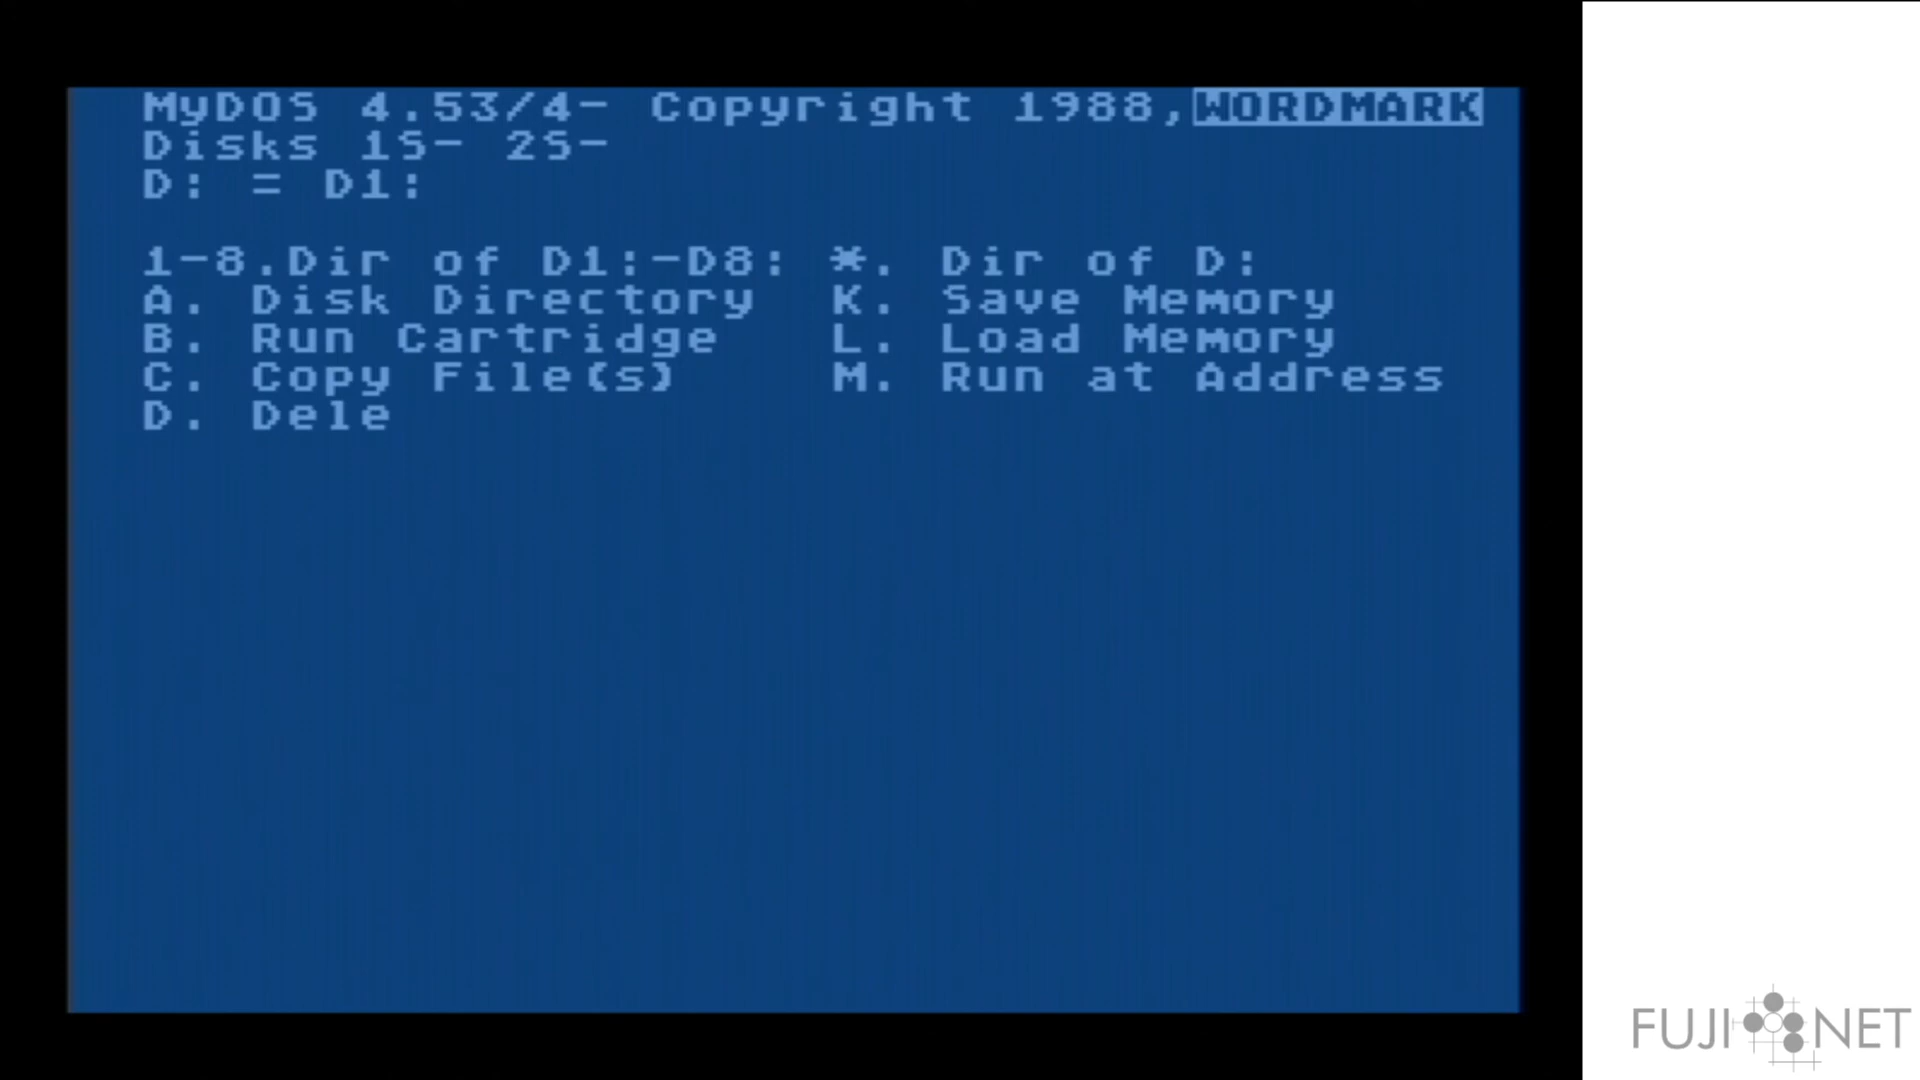 MyDOS 4.53/4- Copyright 1988,WORDMARK
Disks 1S- 2S-
D: = D1:
1-8.Dir of D1:-D8: *. Dir of D:
A. Disk Directory K. Save Memory
B. Run Cartridge L. Load Memory
C. Copy File(s) M. Run at Address
D. Dele
FUJINET